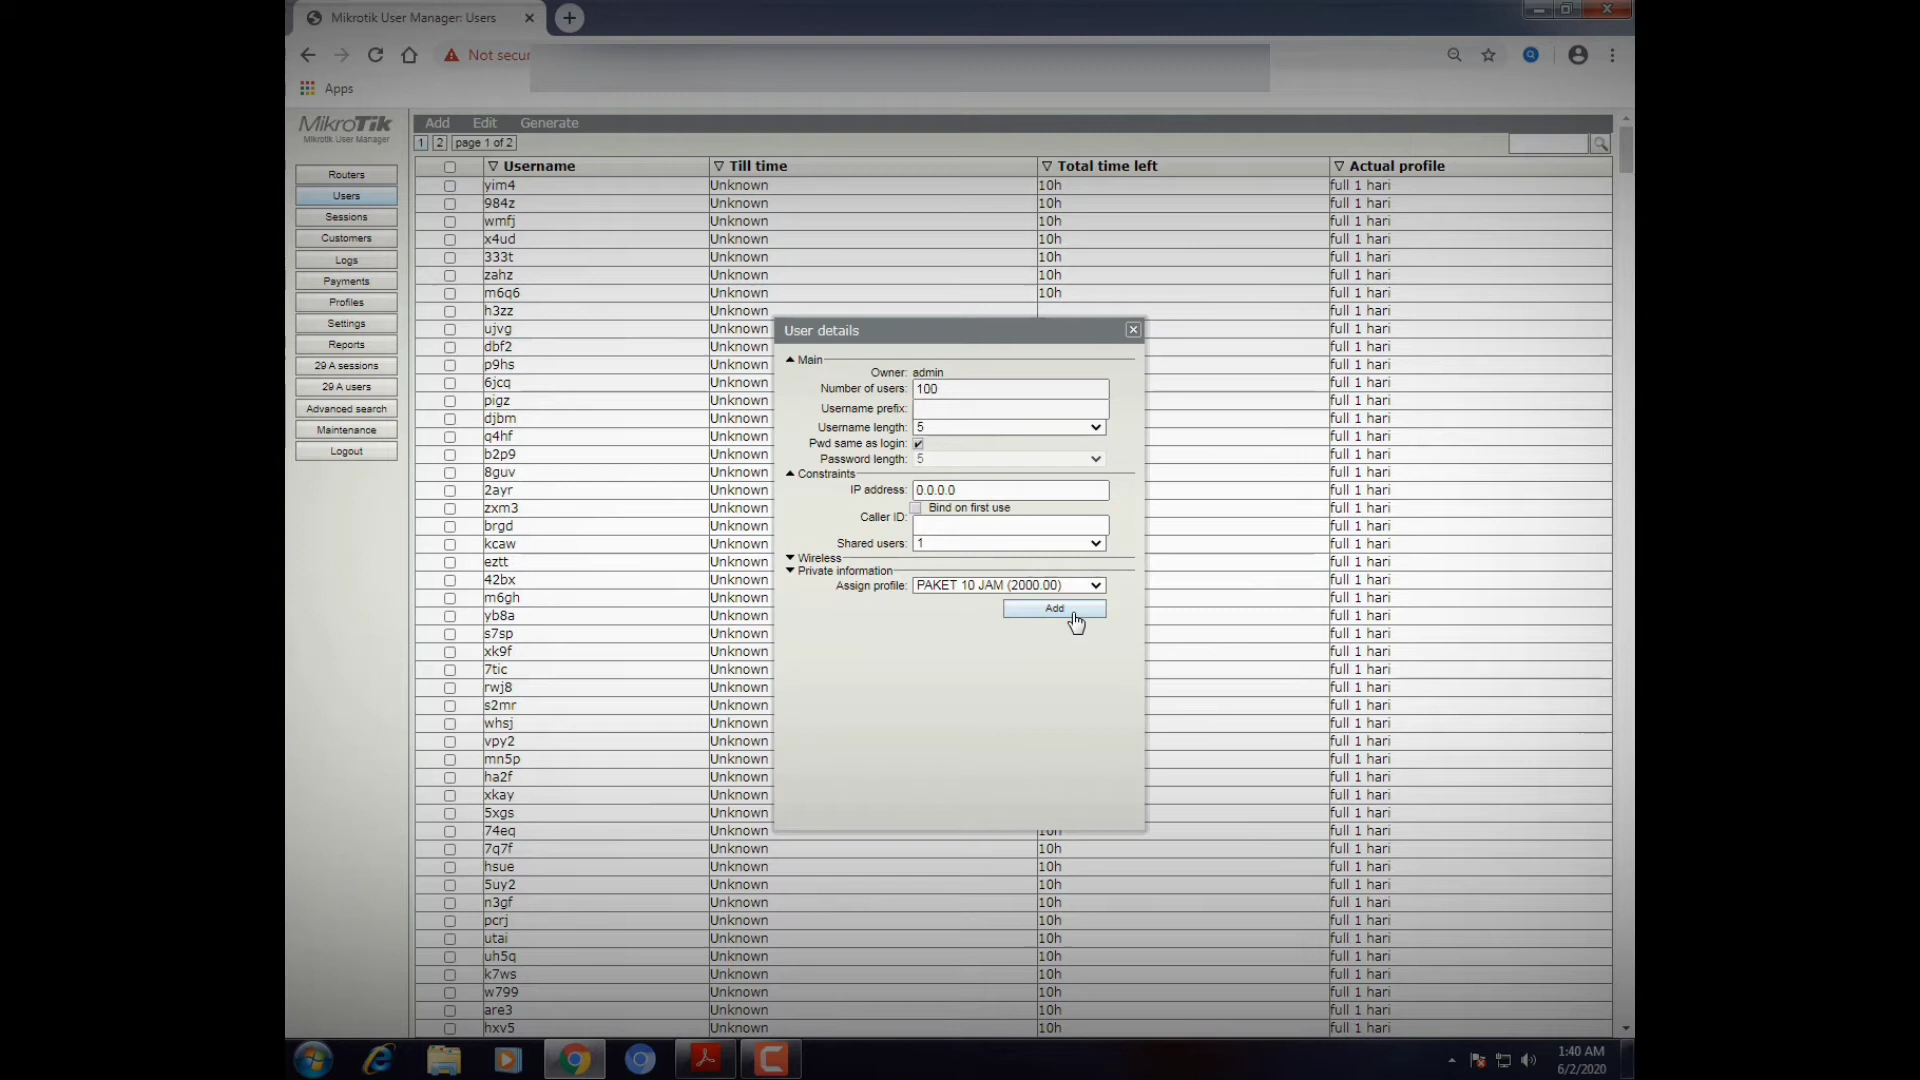 Mikrotik User Manager: Users
Not secur
Apps
MikroTik
Mikrotik User Manager
Add Edit Generate
1 2 page 1 of 2
Routers
Users
Sessions
Customers
Logs
Payments
Profiles
Settings
Reports
29 A sessions
29 A users
Advanced search
Maintenance
Logout
Username Till time Total time left Actual profile
yim4 Unknown 10h full 1 hari
984z Unknown 10h full 1 hari
wmfj Unknown 10h full 1 hari
x4ud Unknown 10h full 1 hari
333t Unknown 10h full 1 hari
zahz Unknown 10h full 1 hari
m6q6 Unknown 10h full 1 hari
h3zz Unknown full 1 hari
ujvg Unknown full 1 hari
dbf2 Unknown full 1 hari
p9hs Unknown full 1 hari
6jcq Unknown full 1 hari
pigz Unknown full 1 hari
djbm Unknown full 1 hari
q4hf Unknown full 1 hari
b2p9 Unknown full 1 hari
8guv Unknown full 1 hari
2ayr Unknown full 1 hari
zxm3 Unknown full 1 hari
brgd Unknown full 1 hari
kcaw Unknown full 1 hari
eztt Unknown full 1 hari
42bx Unknown full 1 hari
m6gh Unknown full 1 hari
yb8a Unknown full 1 hari
s7sp Unknown full 1 hari
xk9f Unknown full 1 hari
7tic Unknown full 1 hari
rwj8 Unknown full 1 hari
s2mr Unknown full 1 hari
whsj Unknown full 1 hari
vpy2 Unknown full 1 hari
mn5p Unknown full 1 hari
ha2f Unknown full 1 hari
xkay Unknown full 1 hari
5xgs Unknown full 1 hari
74eq Unknown 10h full 1 hari
7q7f Unknown 10h full 1 hari
hsue Unknown 10h full 1 hari
5uy2 Unknown 10h full 1 hari
n3gf Unknown 10h full 1 hari
pcrj Unknown 10h full 1 hari
utai Unknown 10h full 1 hari
uh5q Unknown 10h full 1 hari
k7ws Unknown 10h full 1 hari
w799 Unknown 10h full 1 hari
are3 Unknown 10h full 1 hari
hxv5 Unknown 10h full 1 hari
User details
Main
Owner: admin
Number of users: 100
Username prefix:
Username length: 5
Pwd same as login:
Password length: 5
Constraints
IP address: 0.0.0.0
Bind on first use
Caller ID:
Shared users: 1
Wireless
Private information
Assign profile: PAKET 10 JAM (2000.00)
Add
1:40 AM
6/2/2020